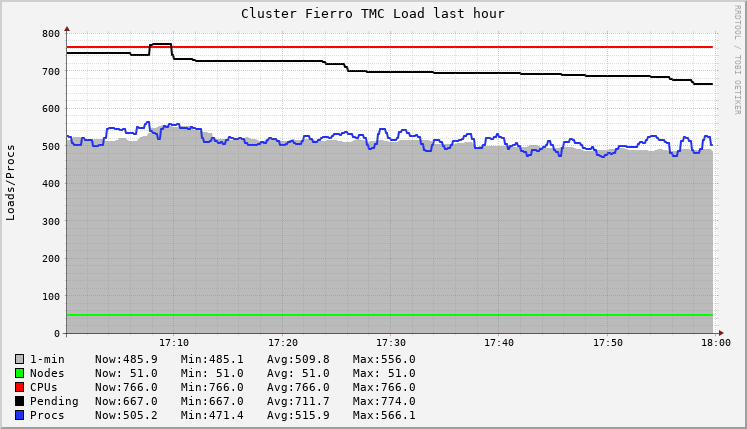 Cluster Fierro TMC Load last hour
RRDTOOL / TOBI OETIKER
Loads/Procs
800
700
600
500
400
300
200
100
0
17:10 17:20 17:30 17:40 17:50 18:00
1-min Now:485.9 Min:485.1 Avg:509.8 Max:556.0
Nodes Now: 51.0 Min: 51.0 Avg: 51.0 Max: 51.0
CPUs Now:766.0 Min:766.0 Avg:766.0 Max:766.0
Pending Now:667.0 Min:667.0 Avg:711.7 Max:774.0
Procs Now:505.2 Min:471.4 Avg:515.9 Max:566.1